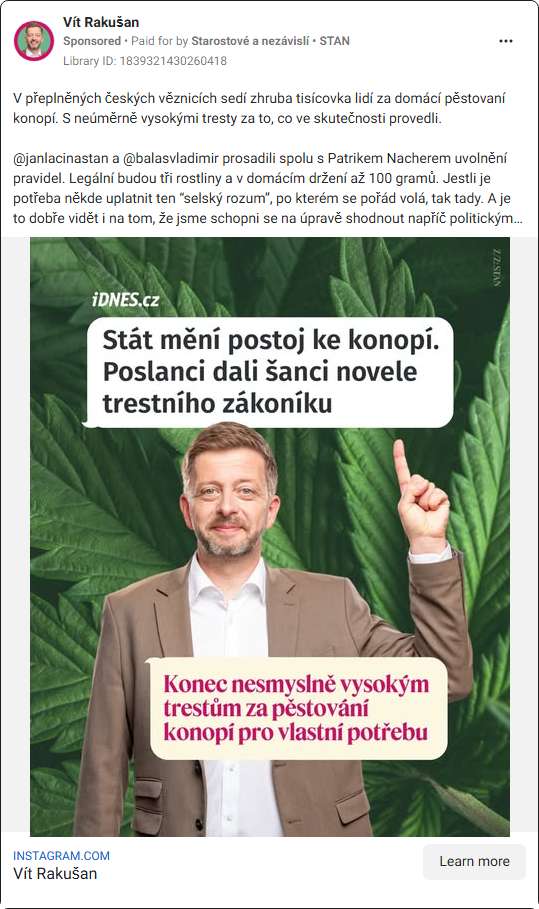 Vít Rakušan
Sponsored • Paid for by Starostové a nezávislí • STAN
Library ID: 1839321430260418
V přeplněných českých věznicích sedí zhruba tisícovka lidí za domácí pěstovaní
konopí. S neúměrně vysokými tresty za to, co ve skutečnosti provedli.
@janlacinastan a @balasvladimir prosadili spolu s Patrikem Nacherem uvolnění
pravidel. Legální budou tři rostliny a v domácím držení až 100 gramů. Jestli je
potřeba někde uplatnit ten “selský rozum”, po kterém se pořád volá, tak tady. A je
to dobře vidět i na tom, že jsme schopni se na úpravě shodnout napříč politickým...
Z/Z:STAN
iDNES.cz
Stát mění postoj ke konopí.
Poslanci dali šanci novele
trestního zákoníku
Konec nesmyslně vysokým
trestům za pěstování
konopí pro vlastní potřebu
INSTAGRAM.COM
Vít Rakušan
Learn more